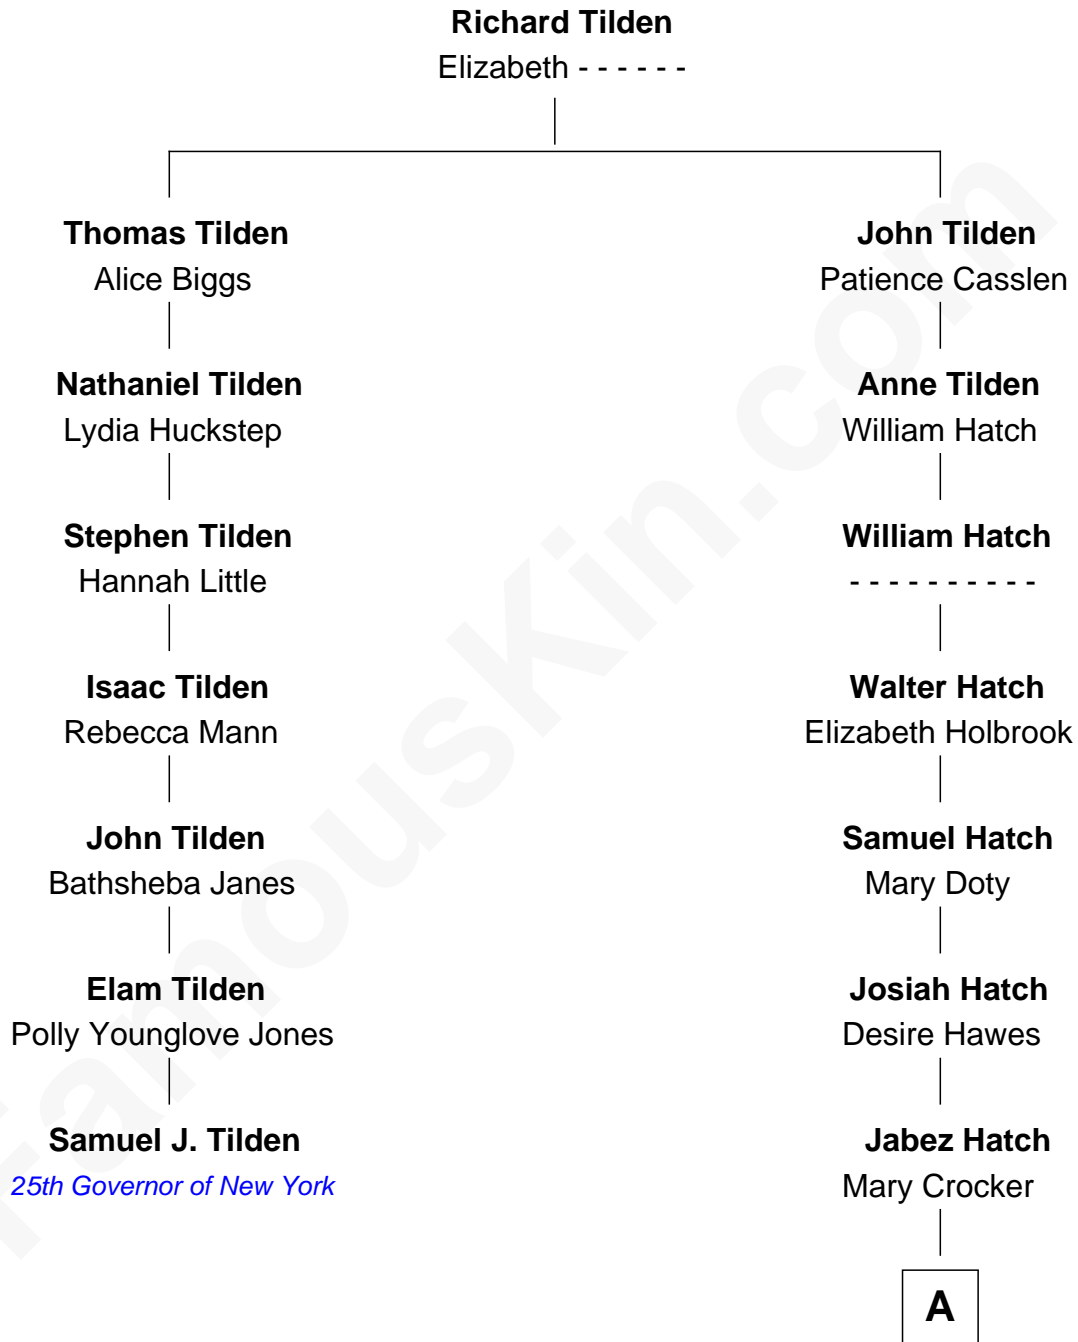 Richard Tilden
Elizabeth - - - - - -
Thomas Tilden
Alice Biggs
Nathaniel Tilden
Lydia Huckstep
Stephen Tilden
Hannah Little
Isaac Tilden
Rebecca Mann
John Tilden
Bathsheba Janes
Elam Tilden
Polly Younglove Jones
Samuel J. Tilden
25th Governor of New York
John Tilden
Patience Casslen
Anne Tilden
William Hatch
William Hatch
- - - - - - - - - -
Walter Hatch
Elizabeth Holbrook
Samuel Hatch
Mary Doty
Josiah Hatch
Desire Hawes
Jabez Hatch
Mary Crocker
A
FamousKin.com